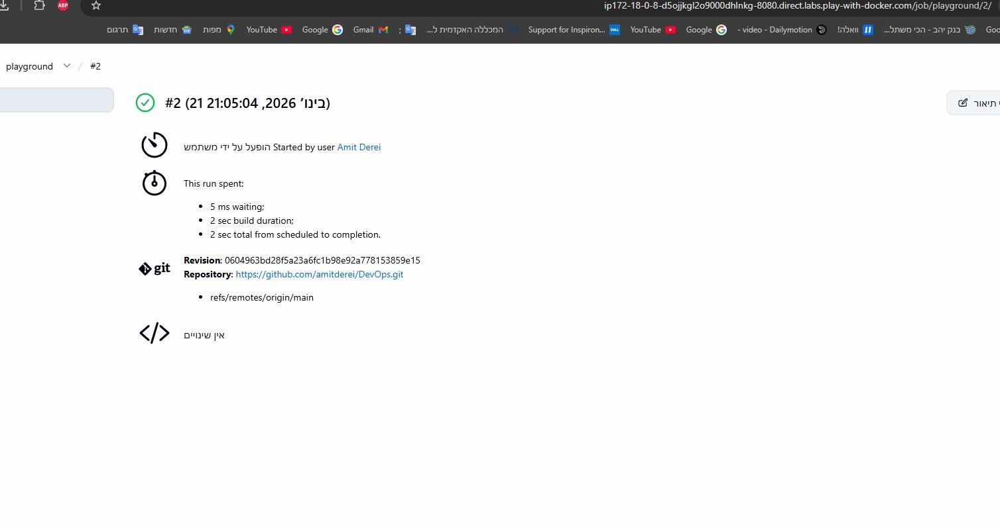 ip172-18-0-8-d5ojjkgl2o9000dhlnkg-8080.direct.labs.play-with-docker.com/job/playground/2/
ABP
תרגום חדשות מפות YouTube Google Gmail ; המכללה האקדמית ל... Support for Inspiron... DELL YouTube Google - video - Dailymotion וואלה! בנק יהב - הכי משתל... Goo
playground / #2
#2 (21 בינו׳ 2026, 21:05:04)
תיאור
הופעל על ידי משתמש Started by user Amit Derei
This run spent:
5 ms waiting;
2 sec build duration;
2 sec total from scheduled to completion.
git
Revision: 0604963bd28f5a23a6fc1b98e92a778153859e15
Repository: https://github.com/amitderei/DevOps.git
refs/remotes/origin/main
אין שינויים